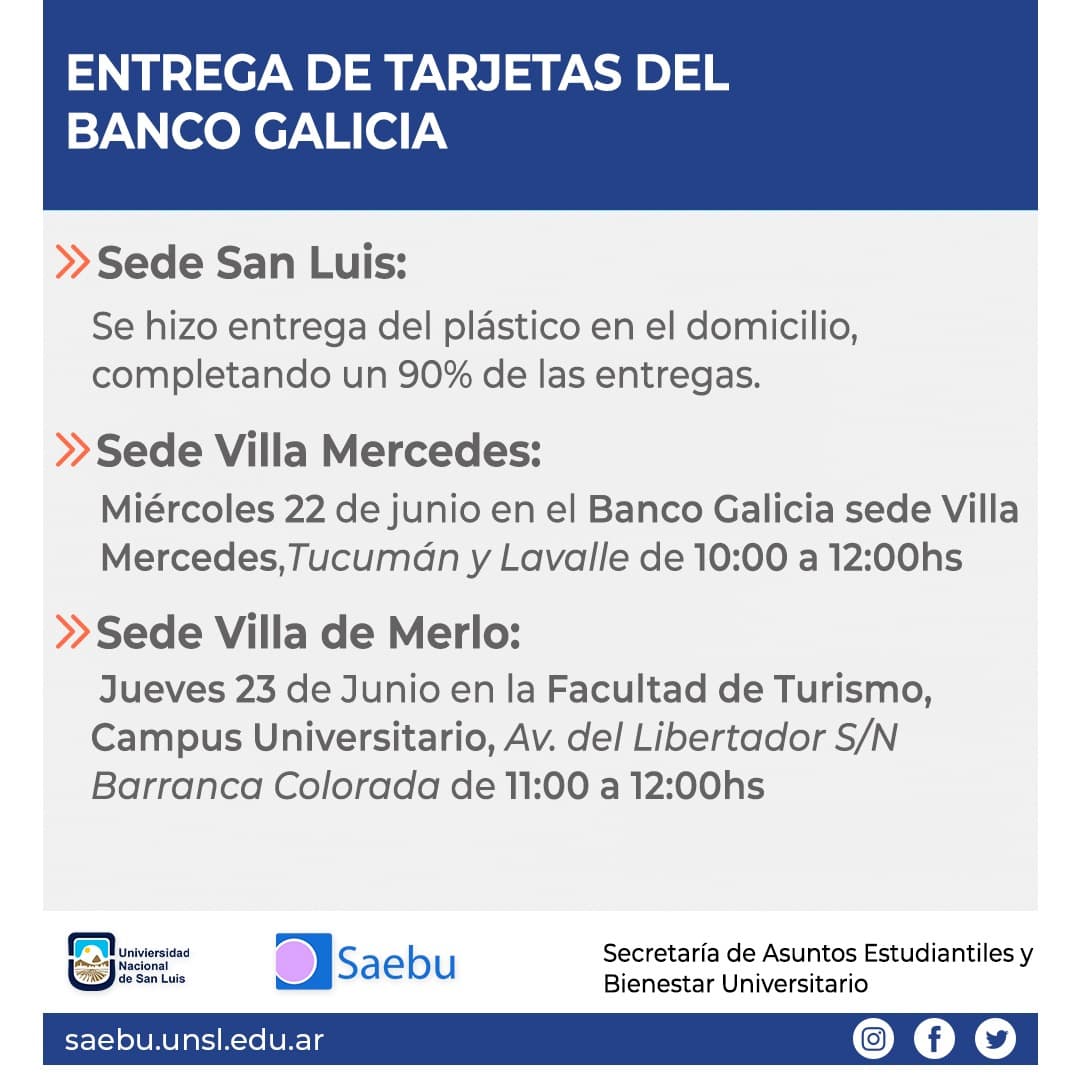 ENTREGA DE TARJETAS DEL
BANCO GALICIA
Sede San Luis:
Se hizo entrega del plástico en el domicilio,
completando un 90% de las entregas.
Sede Villa Mercedes:
Miércoles 22 de junio en el Banco Galicia sede Villa
Mercedes,Tucumán y Lavalle de 10:00 a 12:00hs
Sede Villa de Merlo:
Jueves 23 de Junio en la Facultad de Turismo,
Campus Universitario, Av. del Libertador S/N
Barranca Colorada de 11:00 a 12:00hs
Univiersidad
Nacional
de San Luis
Saebu
Secretaría de Asuntos Estudiantiles y
Bienestar Universitario
saebu.unsl.edu.ar